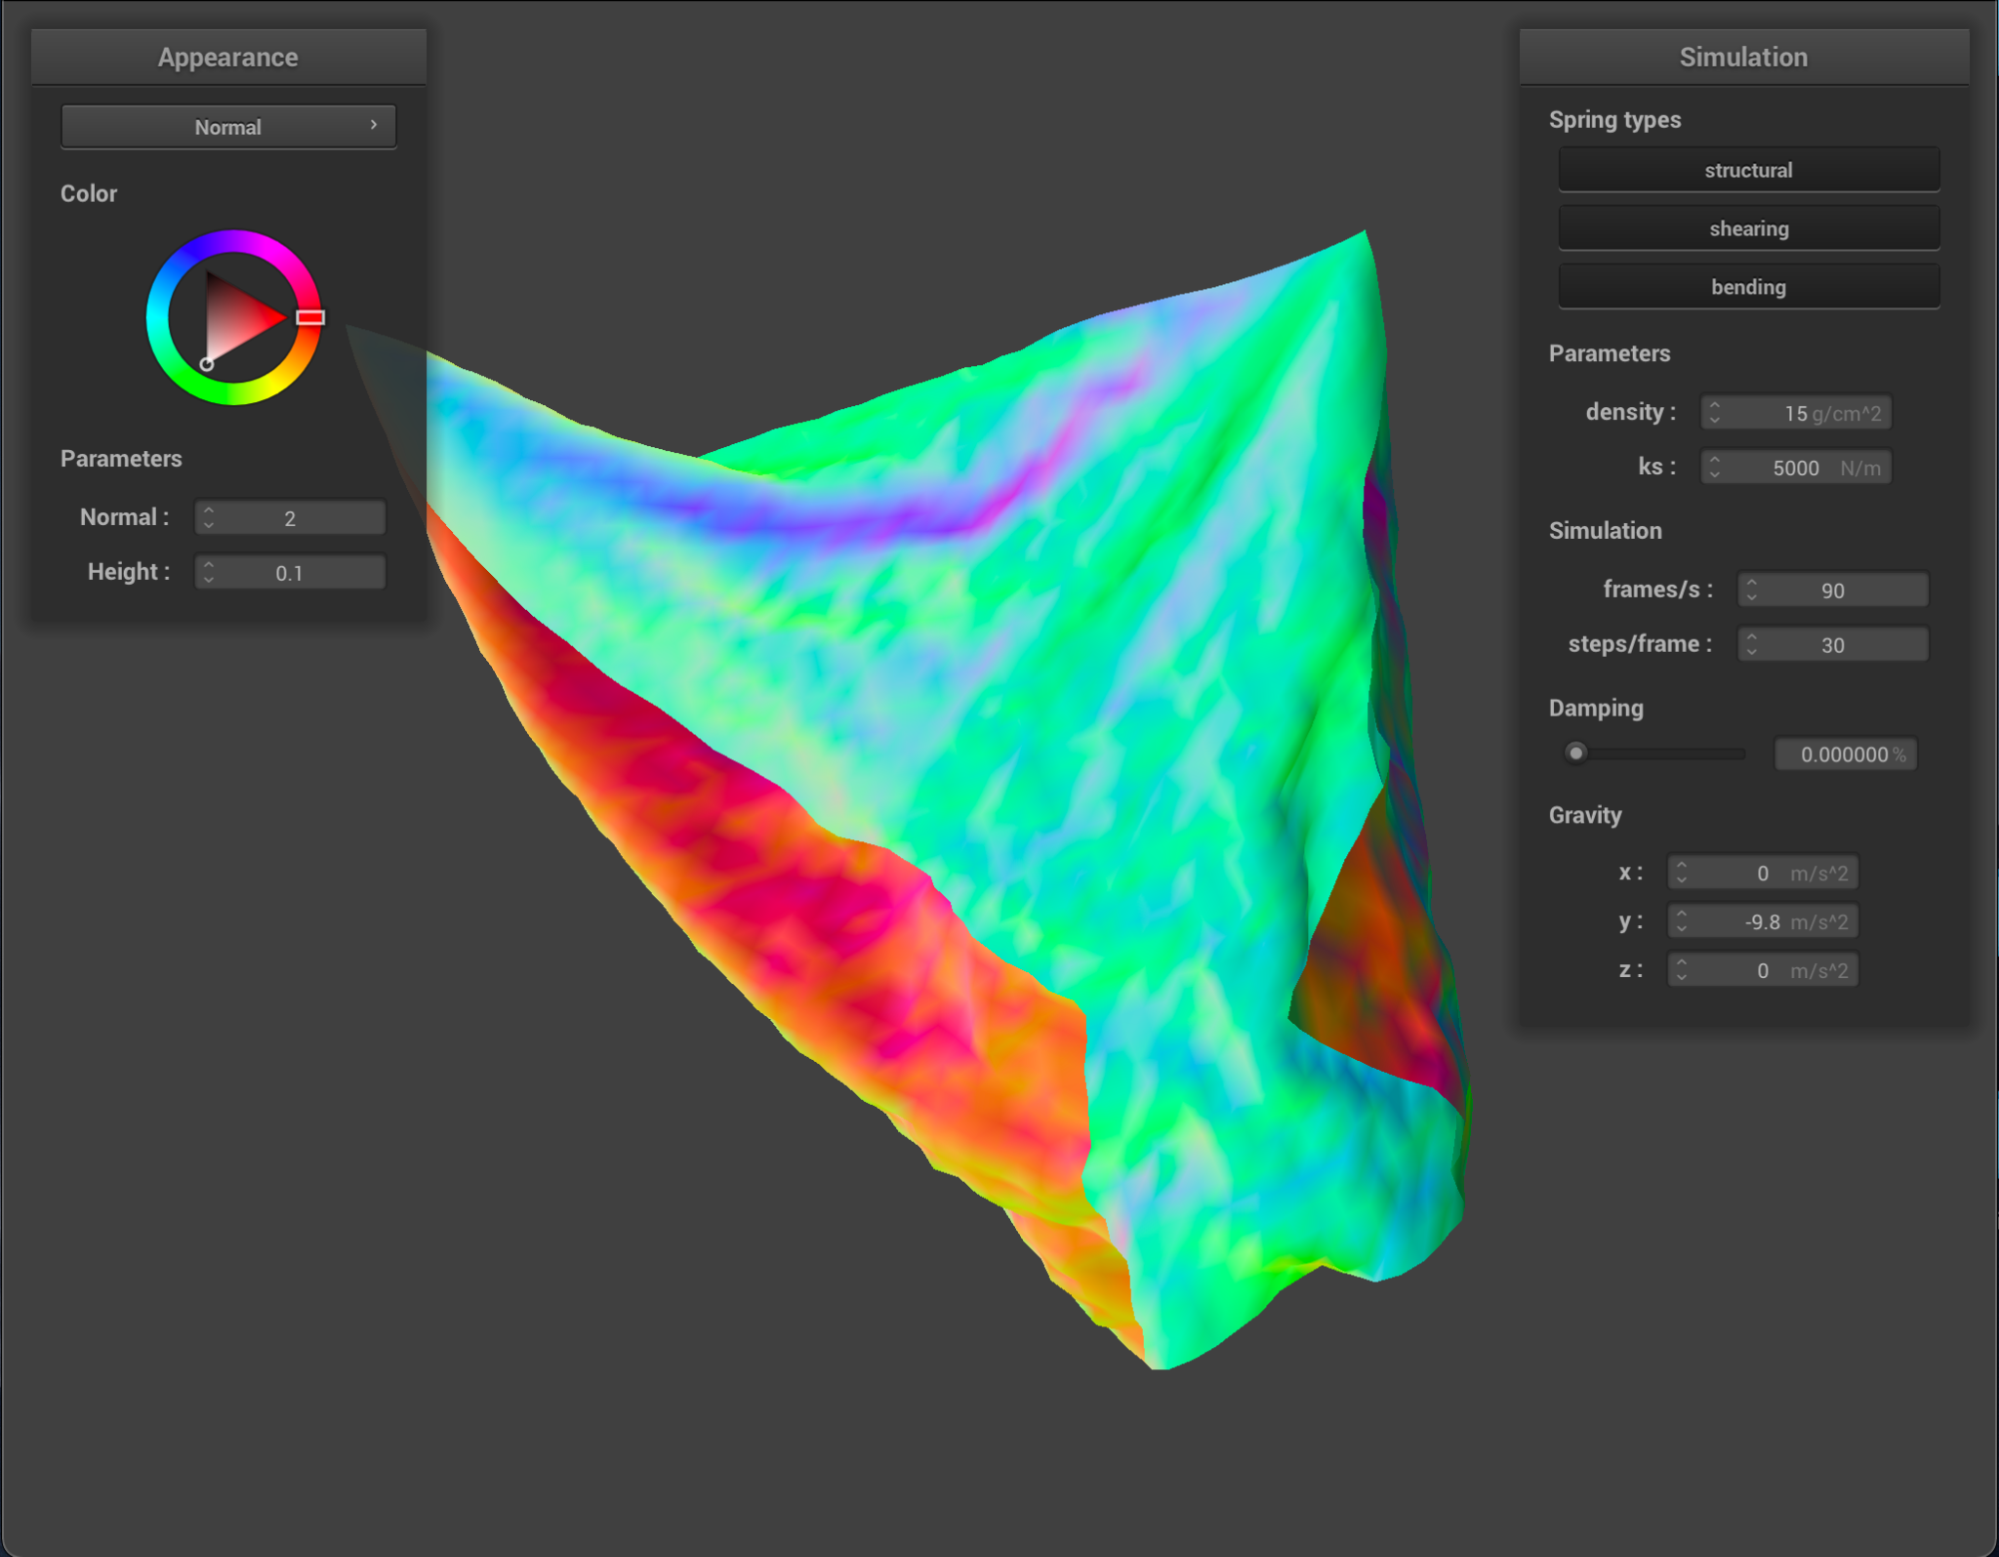 Appearance
Normal
Color
Parameters
Normal : 2
Height : 0.1
Simulation
Spring types
structural
shearing
bending
Parameters
density : 15 g/cm^2
ks : 5000 N/m
Simulation
frames/s : 90
steps/frame : 30
Damping
0.000000 %
Gravity
x : 0 m/s^2
y : -9.8 m/s^2
z : 0 m/s^2